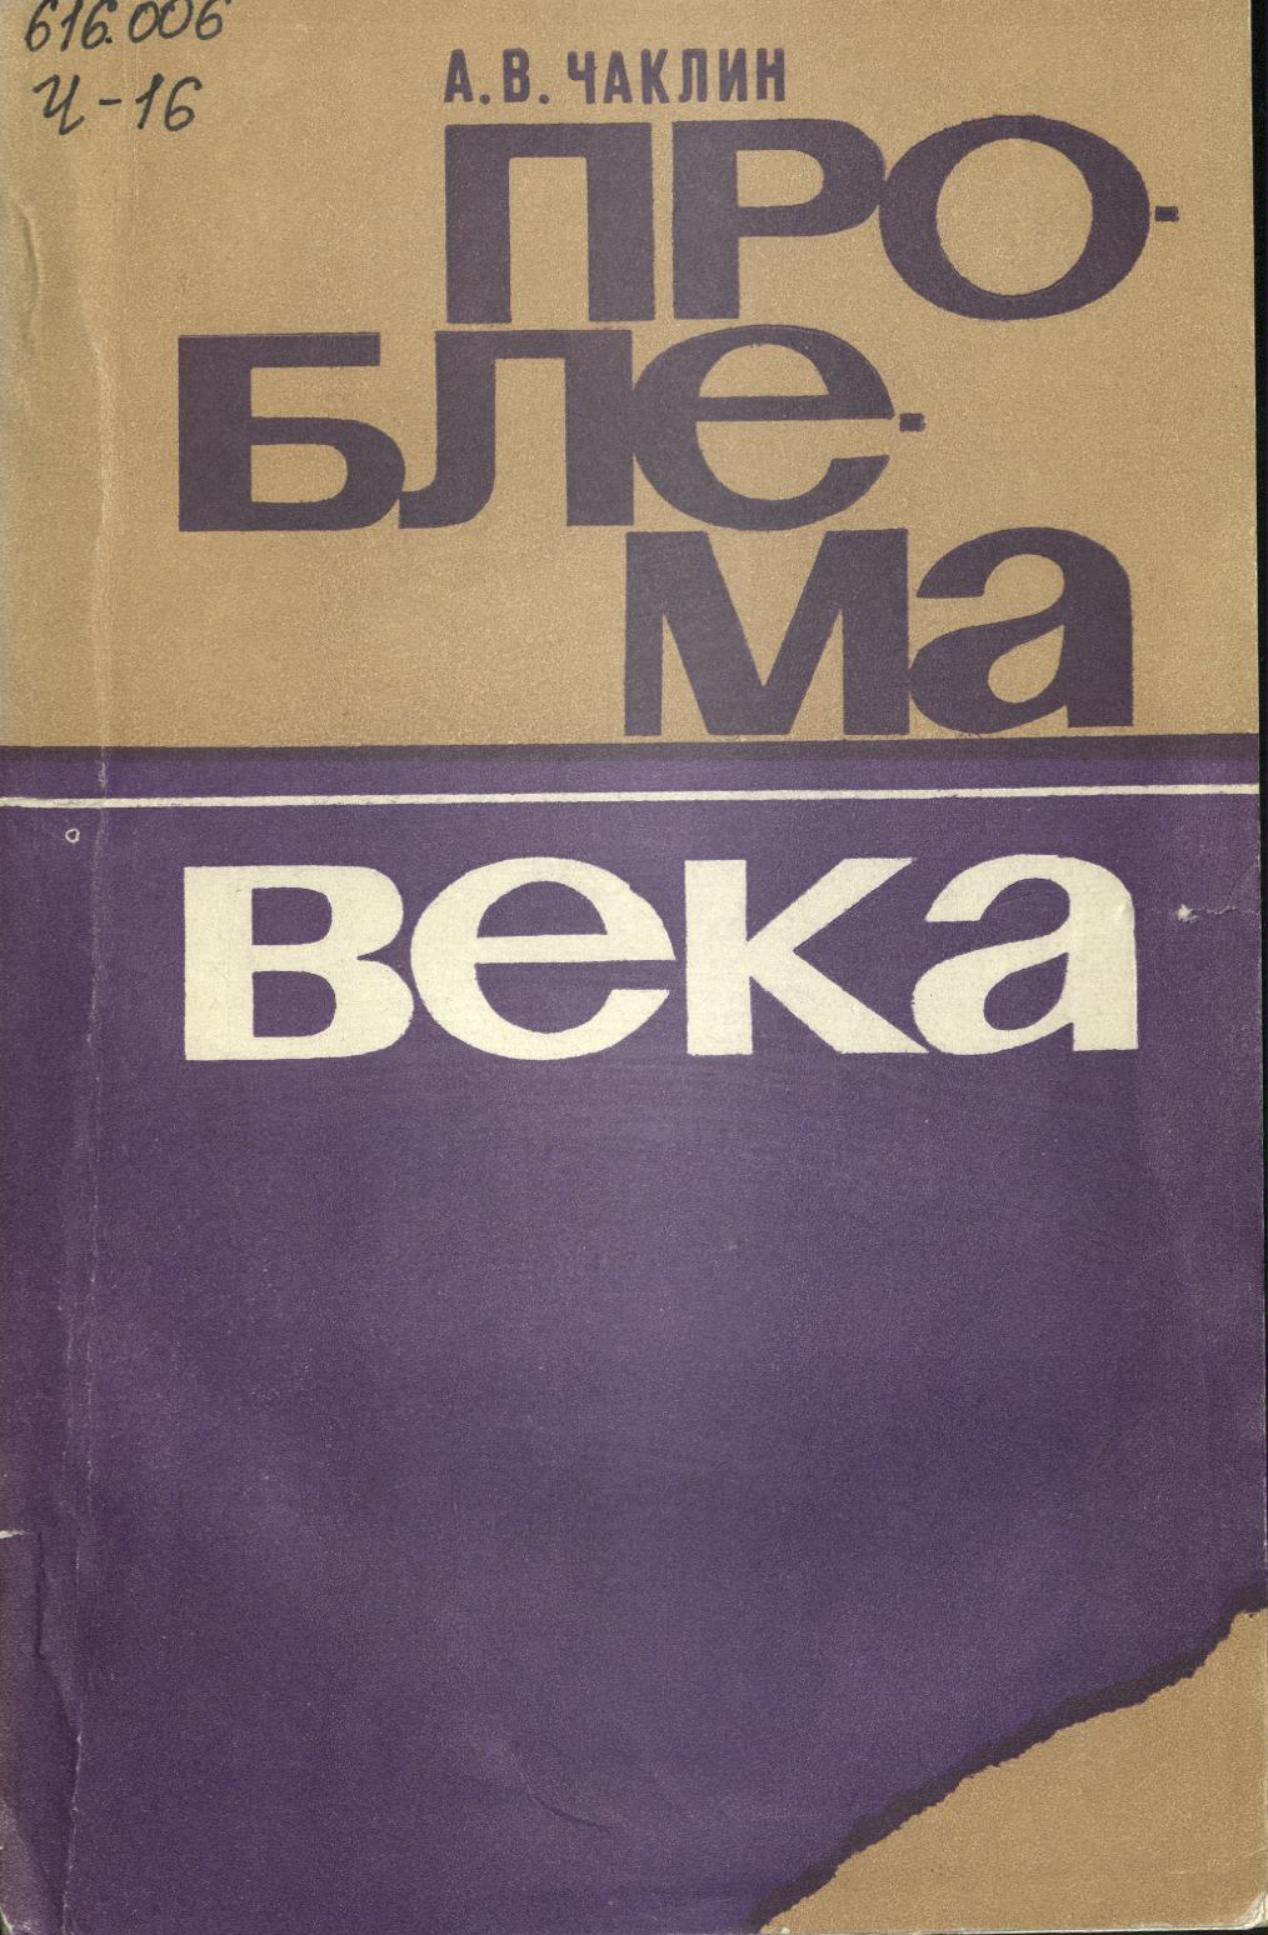 616.006
Ч-16
А. В. ЧАКЛИН
ПРО-
БЛе-
Ма
века